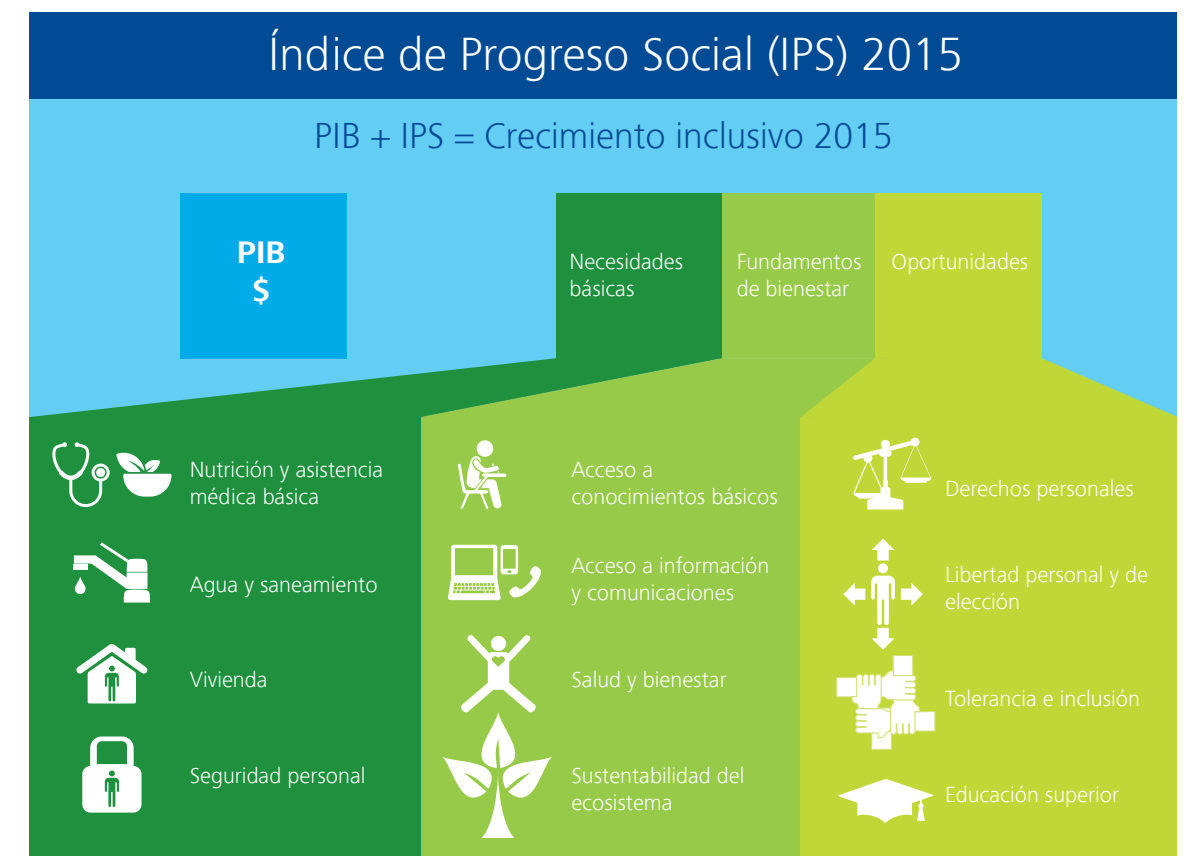 Índice de Progreso Social (IPS) 2015
PIB + IPS = Crecimiento inclusivo 2015
PIB
$
Necesidades
básicas
Fundamentos
de bienestar
Oportunidades
Nutrición y asistencia
médica básica
Agua y saneamiento
Vivienda
Seguridad personal
Acceso a
conocimientos básicos
Acceso a información
y comunicaciones
Salud y bienestar
Sustentabilidad del
ecosistema
Derechos personales
Libertad personal y de
elección
Tolerancia e inclusión
Educación superior